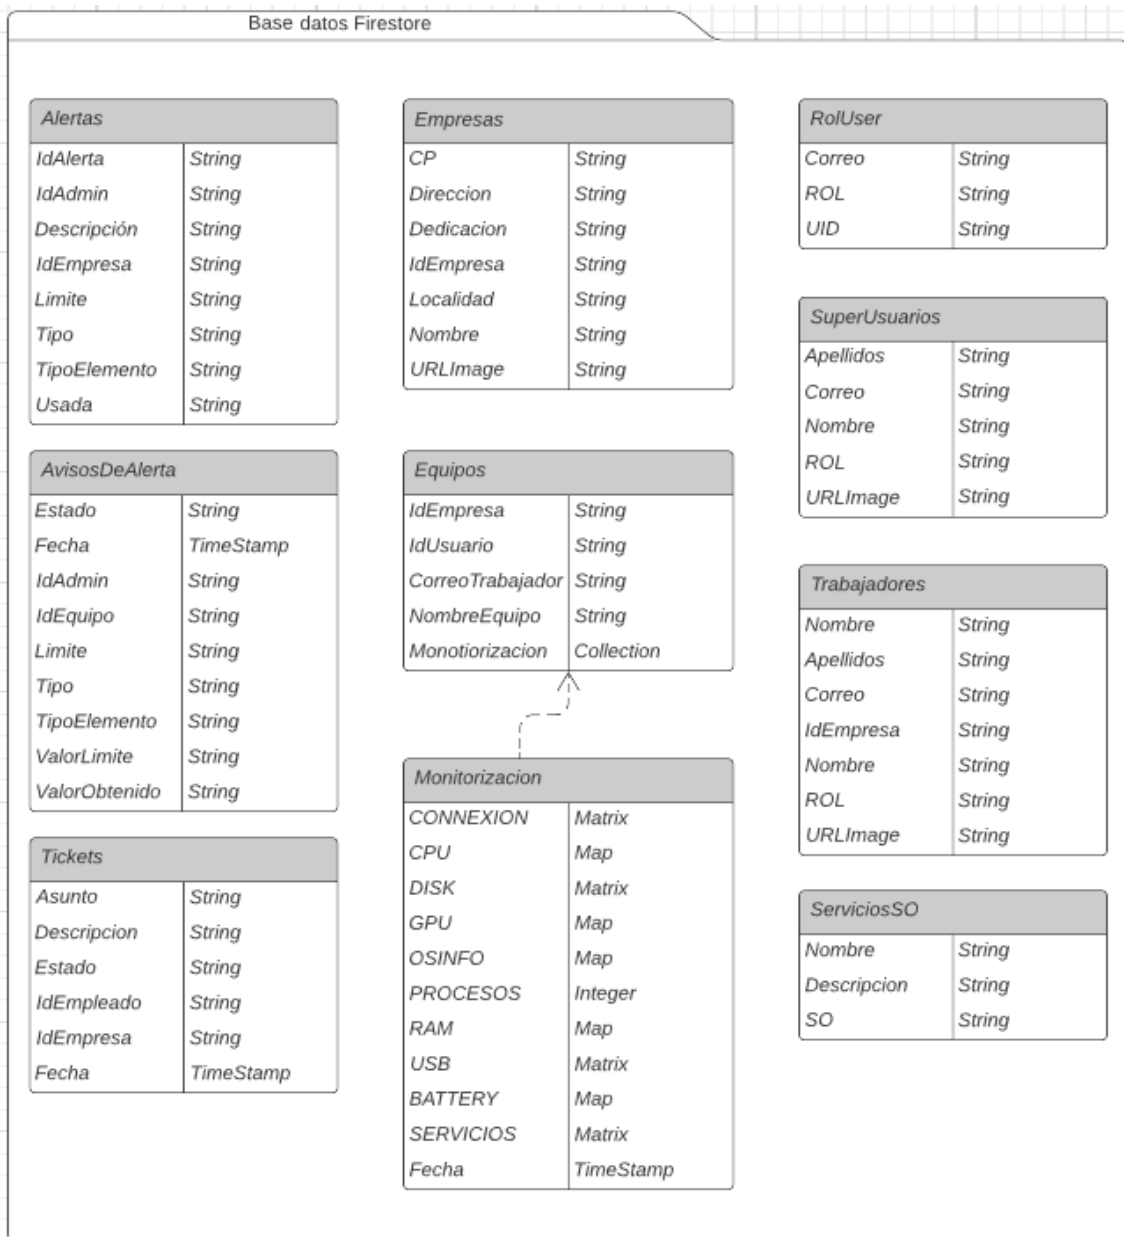 Base datos Firestore
Alertas
IdAlerta String
IdAdmin String
Descripción String
IdEmpresa String
Limite String
Tipo String
TipoElemento String
Usada String
AvisosDeAlerta
Estado String
Fecha TimeStamp
IdAdmin String
IdEquipo String
Limite String
Tipo String
TipoElemento String
ValorLimite String
ValorObtenido String
Tickets
Asunto String
Descripcion String
Estado String
IdEmpleado String
IdEmpresa String
Fecha TimeStamp
Empresas
CP String
Direccion String
Dedicacion String
IdEmpresa String
Localidad String
Nombre String
URLImage String
Equipos
IdEmpresa String
IdUsuario String
CorreoTrabajador String
NombreEquipo String
Monotiorizacion Collection
Monitorizacion
CONNEXION Matrix
CPU Map
DISK Matrix
GPU Map
OSINFO Map
PROCESOS Integer
RAM Map
USB Matrix
BATTERY Map
SERVICIOS Matrix
Fecha TimeStamp
RolUser
Correo String
ROL String
UID String
SuperUsuarios
Apellidos String
Correo String
Nombre String
ROL String
URLImage String
Trabajadores
Nombre String
Apellidos String
Correo String
IdEmpresa String
Nombre String
ROL String
URLImage String
ServiciosSO
Nombre String
Descripcion String
SO String